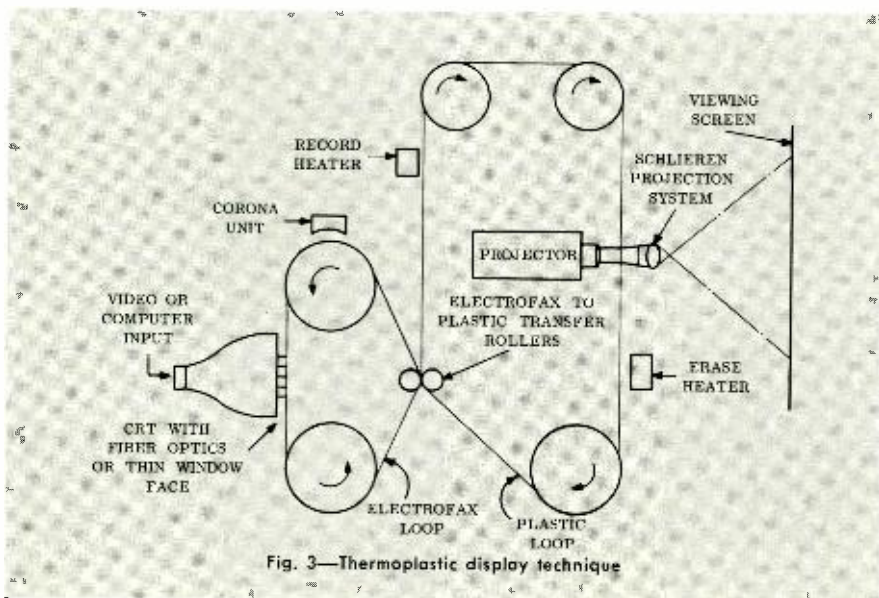 VIEWING
SCREEN
RECORD
HEATER
SCHLIEREN
PROJECTION
SYSTEM
CORONA
UNIT
PROJECTOR
VIDEO OR
COMPUTER
INPUT
ELECTROFAX TO
PLASTIC TRANSFER
ROLLERS
ERASE
HEATER
CRT WITH
FIBER OPTICS
OR THIN WINDOW
FACE
ELECTROFAX
LOOP
PLASTIC
LOOP
Fig. 3—Thermoplastic display technique